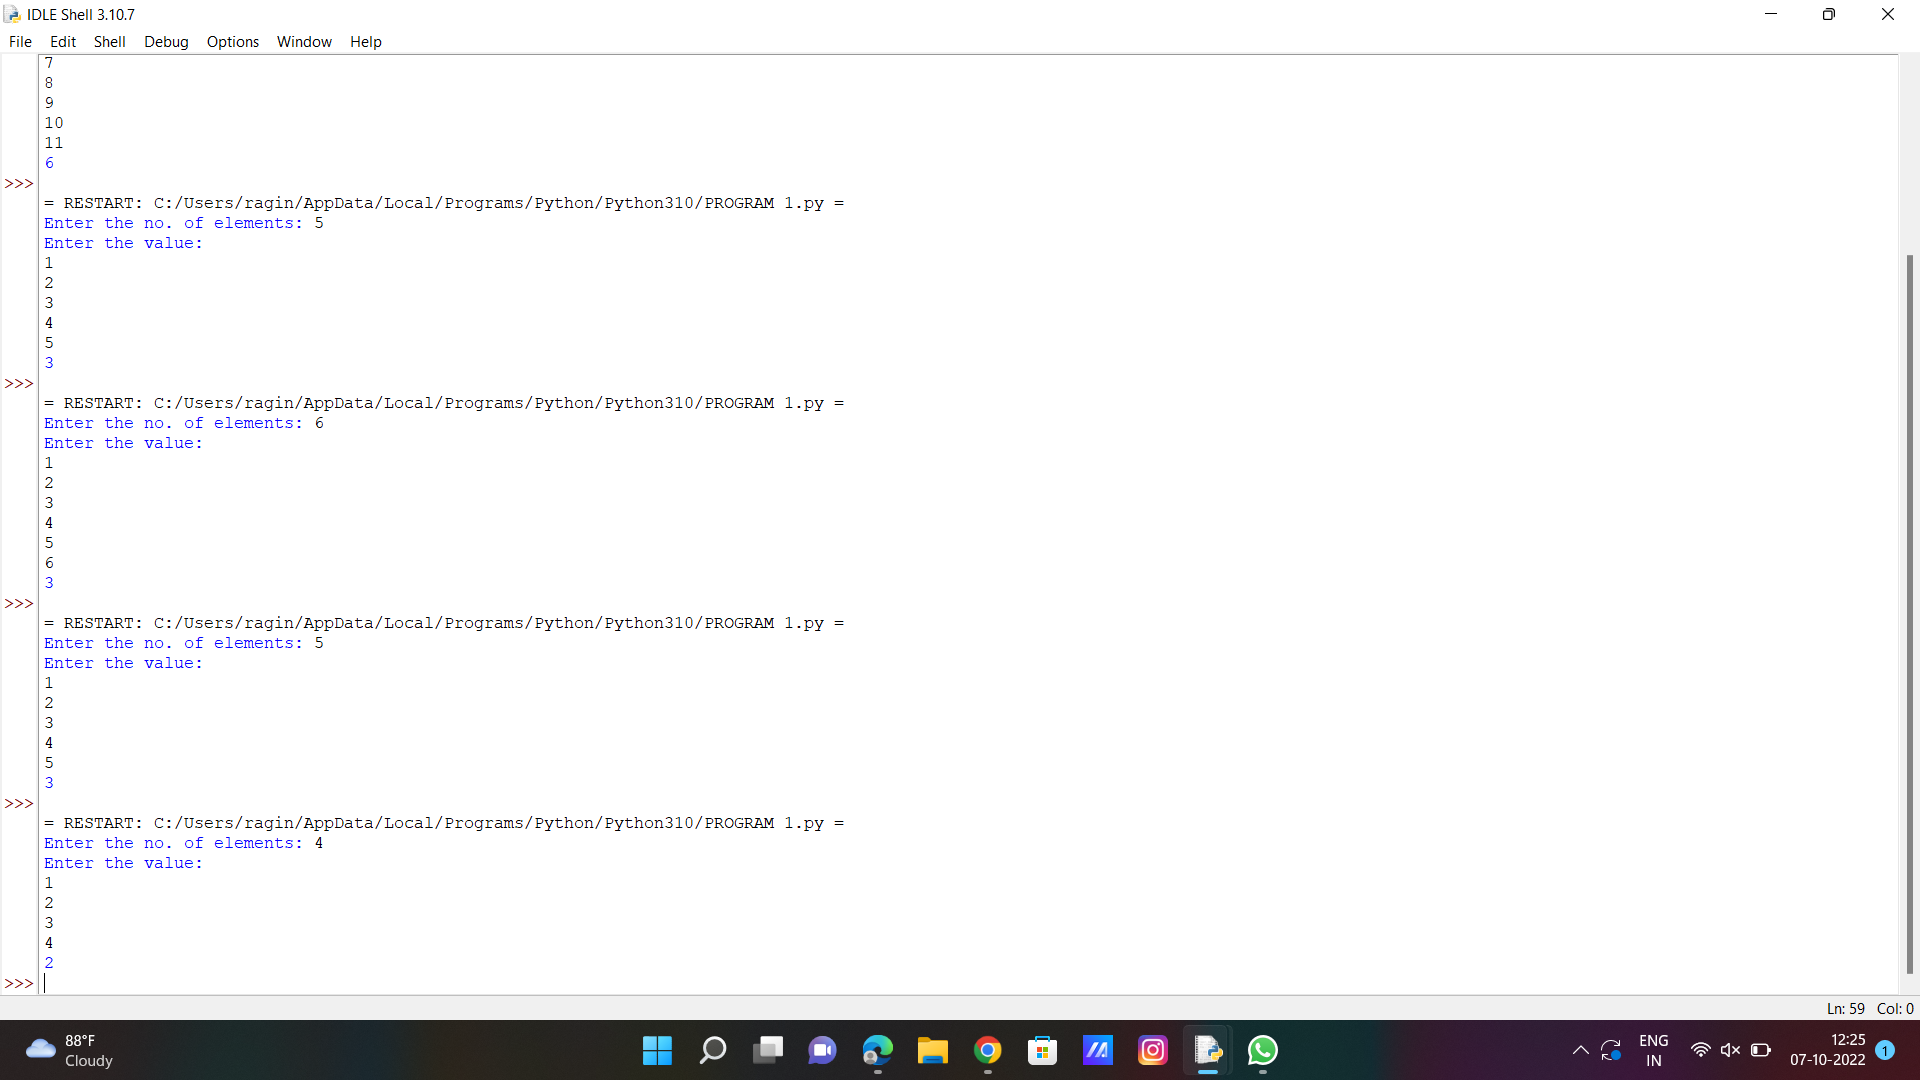 IDLE Shell 3.10.7
File Edit Shell Debug Options Window Help
7
8
9
10
11
6
>>>
= RESTART: C:/Users/ragin/AppData/Local/Programs/Python/Python310/PROGRAM 1.py =
Enter the no. of elements: 5
Enter the value:
1
2
3
4
5
3
>>>
= RESTART: C:/Users/ragin/AppData/Local/Programs/Python/Python310/PROGRAM 1.py =
Enter the no. of elements: 6
Enter the value:
1
2
3
4
5
6
3
>>>
= RESTART: C:/Users/ragin/AppData/Local/Programs/Python/Python310/PROGRAM 1.py =
Enter the no. of elements: 5
Enter the value:
1
2
3
4
5
3
>>>
= RESTART: C:/Users/ragin/AppData/Local/Programs/Python/Python310/PROGRAM 1.py =
Enter the no. of elements: 4
Enter the value:
1
2
3
4
2
>>>
Ln: 59 Col: 0
88°F
Cloudy
ENG
IN
12:25
07-10-2022
1